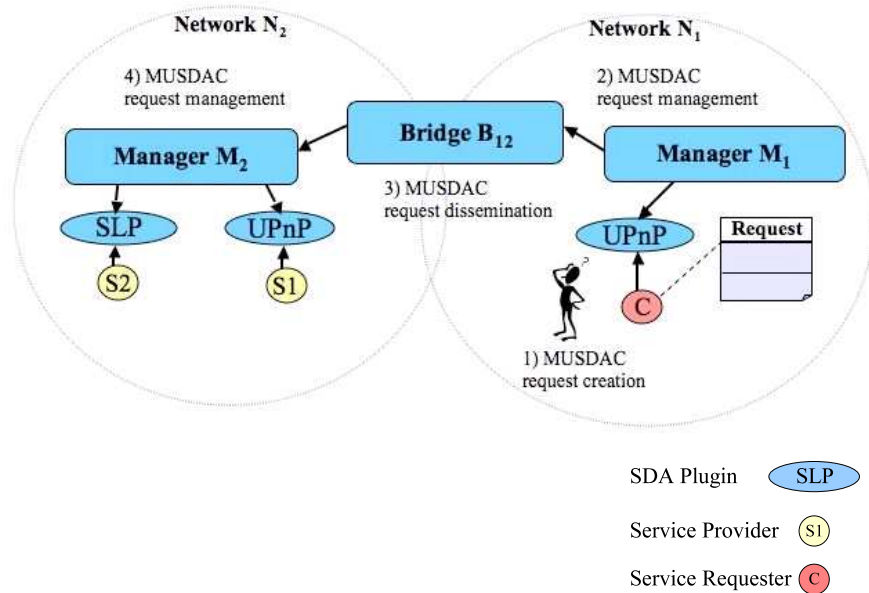 Network N2
Network N1
4) MUSDAC
request management
2) MUSDAC
request management
Bridge B12
Manager M2
Manager M1
3) MUSDAC
request dissemination
SLP
UPnP
UPnP
Request
S2
S1
C
?
1) MUSDAC
request creation
SDA Plugin SLP
Service Provider S1
Service Requester C